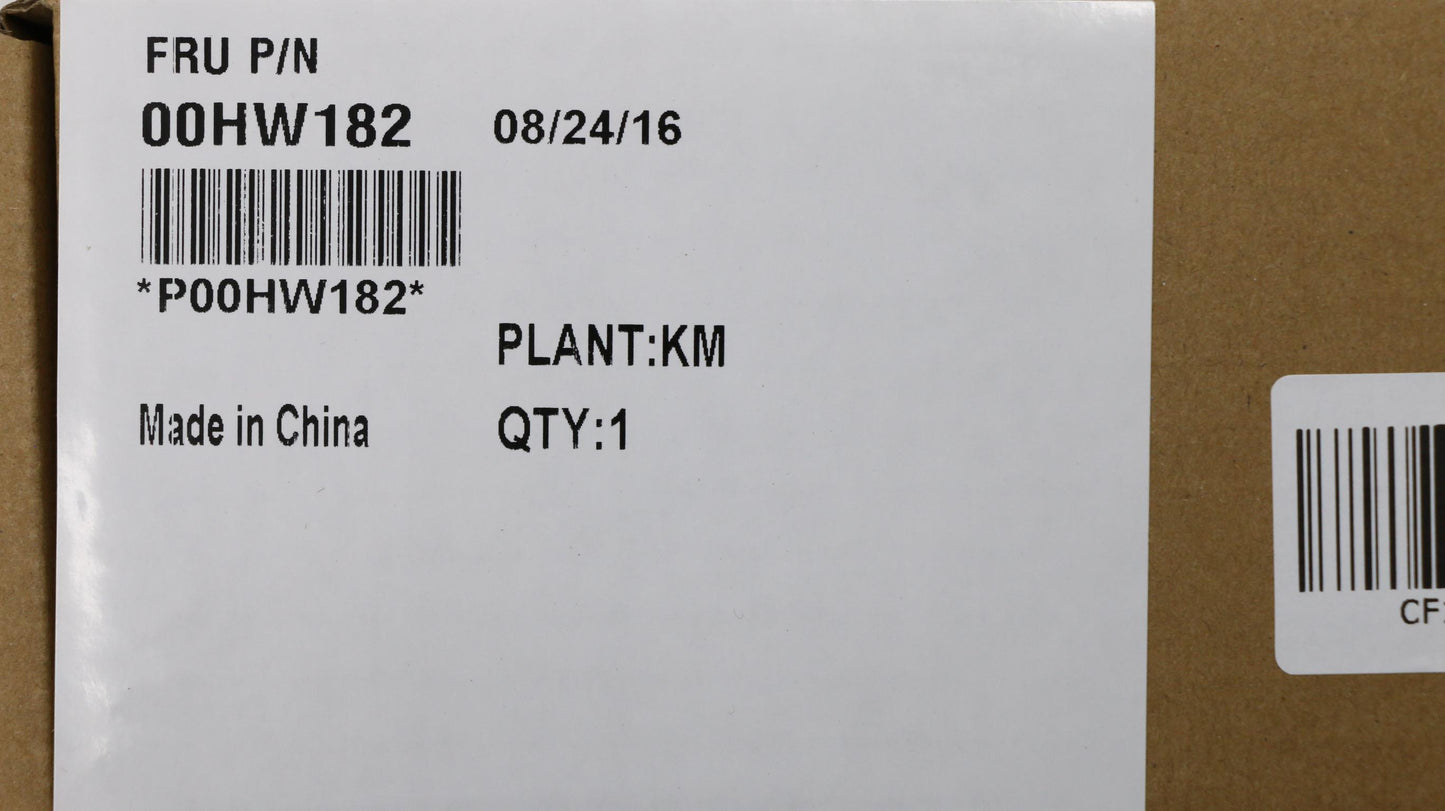 FRU P/N
00HW182 08/24/16
*P00HW182*
PLANT:KM
Made in China QTY:1